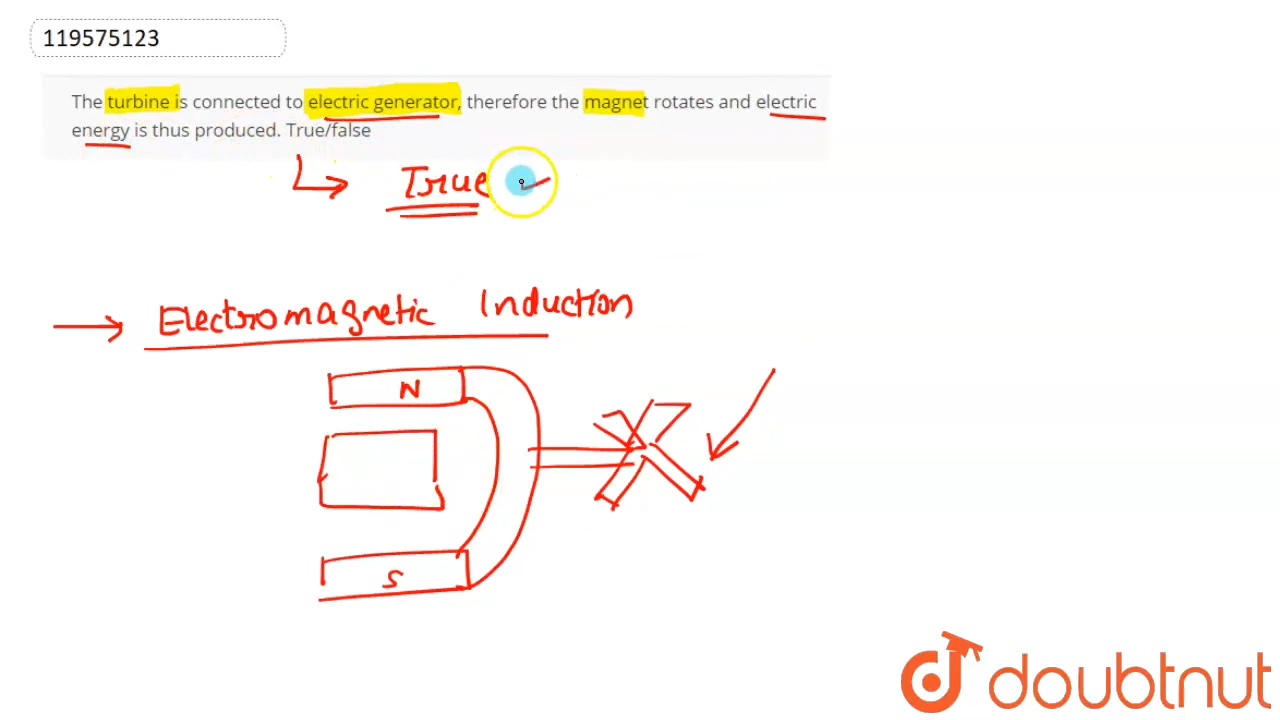 119575123
The turbine is connected to electric generator, therefore the magnet rotates and electric
energy is thus produced. True/false
True
Electromagnetic Induction
N
S
doubtnut